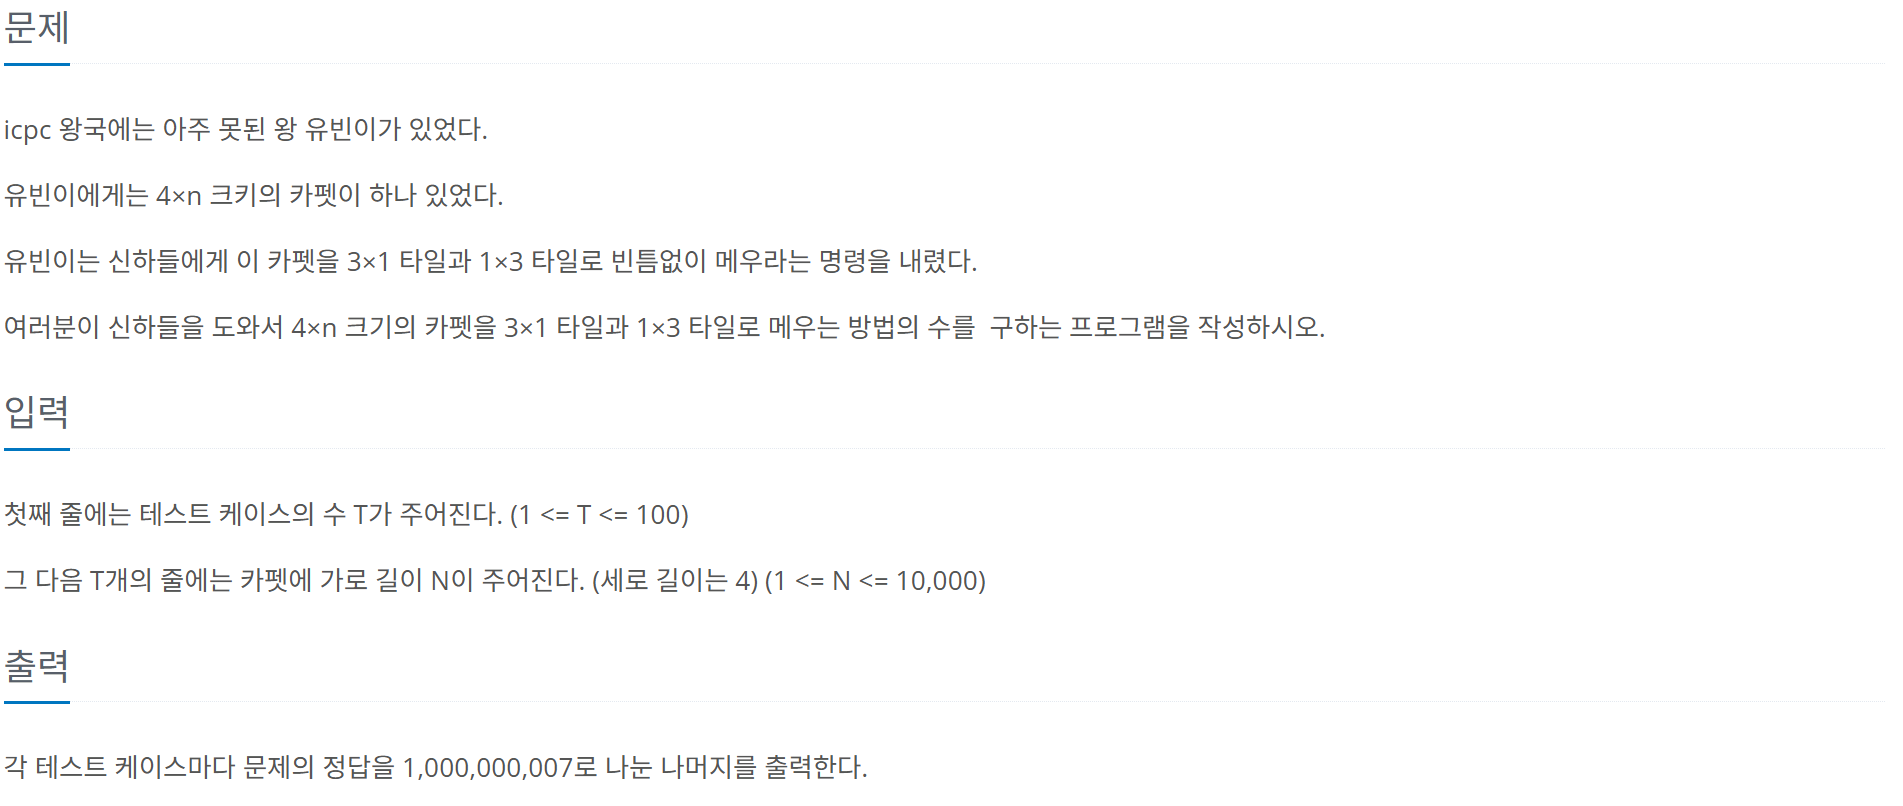 문제
icpc 왕국에는 아주 못된 왕 유빈이가 있었다.
유빈이에게는 4×n 크키의 카펫이 하나 있었다.
유빈이는 신하들에게 이 카펫을 3×1 타일과 1×3 타일로 빈틈없이 메우라는 명령을 내렸다.
여러분이 신하들을 도와서 4×n 크기의 카펫을 3×1 타일과 1×3 타일로 메우는 방법의 수를 구하는 프로그램을 작성하시오.
입력
첫째 줄에는 테스트 케이스의 수 T가 주어진다. (1 <= T <= 100)
그 다음 T개의 줄에는 카펫에 가로 길이 N이 주어진다. (세로 길이는 4) (1 <= N <= 10,000)
출력
각 테스트 케이스마다 문제의 정답을 1,000,000,007로 나눈 나머지를 출력한다.